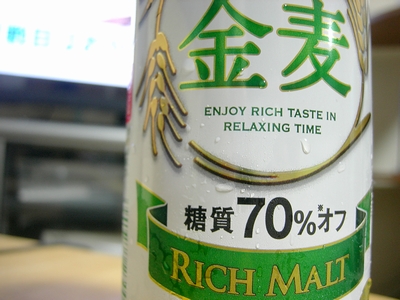 金麦
ENJOY RICH TASTE IN
RELAXING TIME
糖質70%※オフ
RICH MALT